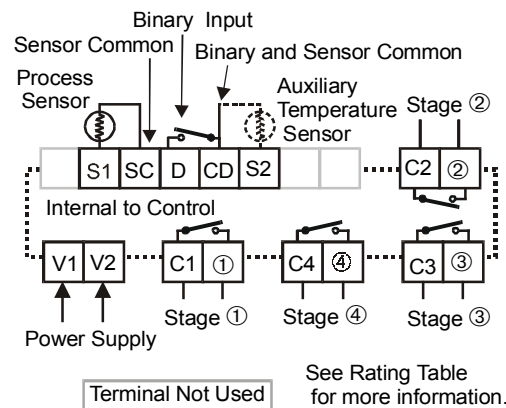 Binary Input
Sensor Common
Binary and Sensor Common
Process
Sensor
Auxiliary
Temperature
Sensor
Stage ②
S1 SC D CD S2
C2 ②
Internal to Control
V1 V2
C1 ①
C4 ④
C3 ③
Power Supply
Stage ①
Stage ④
Stage ③
Terminal Not Used
See Rating Table
for more information.